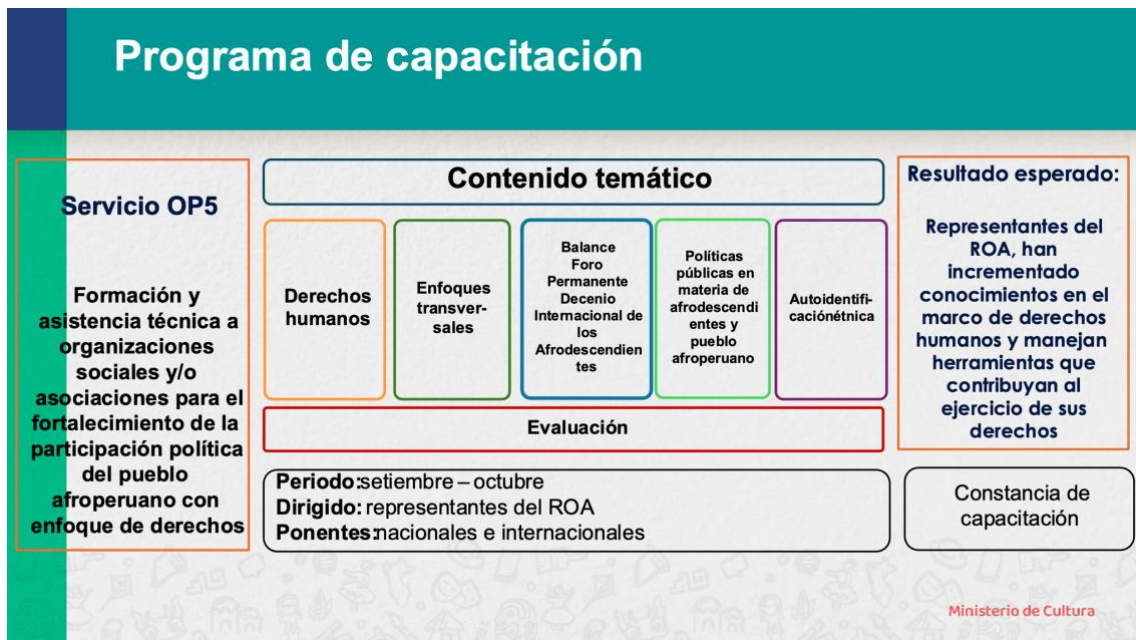 Programa de capacitación
Servicio OP5
Formación y
asistencia técnica a
organizaciones
sociales y/o
asociaciones para el
fortalecimiento de la
participación política
del pueblo
afroperuano con
enfoque de derechos
Contenido temático
Derechos
humanos
Enfoques
transver-
sales
Balance
Foro
Permanente
Decenio
Internacional de
los
Afrodescendien
tes
Políticas
públicas en
materia de
afrodescendi
entes y
pueblo
afroperuano
Autoidentifi-
caciónétnica
Evaluación
Periodo:setiembre – octubre
Dirigido: representantes del ROA
Ponentes:nacionales e internacionales
Resultado esperado:
Representantes del
ROA, han
incrementado
conocimientos en el
marco de derechos
humanos y manejan
herramientas que
contribuyan al
ejercicio de sus
derechos
Constancia de
capacitación
Ministerio de Cultura